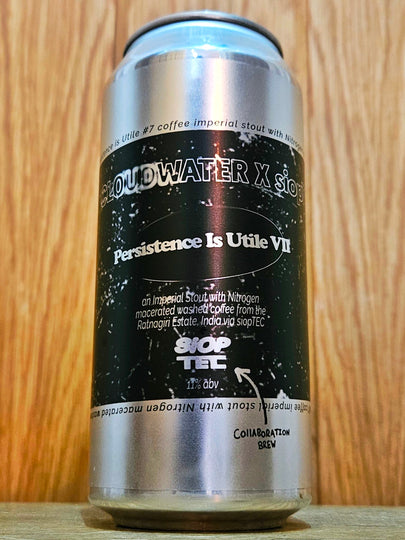 ence is Utile #7 coffee imperial stout with Nitrogen
CLOUDWATER X siop
Persistence Is Utile VII
an Imperial Stout with Nitrogen
macerated washed coffee from the
Ratnagiri Estate, India via siopTEC
SIOP
TEC
11% abv
coffee imperial stout with Nitrogen macerated
COllABORATION
BREW